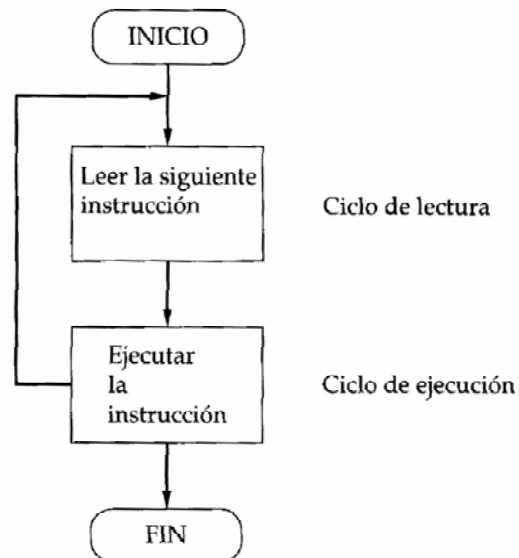 INICIO
Leer la siguiente
instrucción
Ciclo de lectura
Ejecutar
la
instrucción
Ciclo de ejecución
FIN